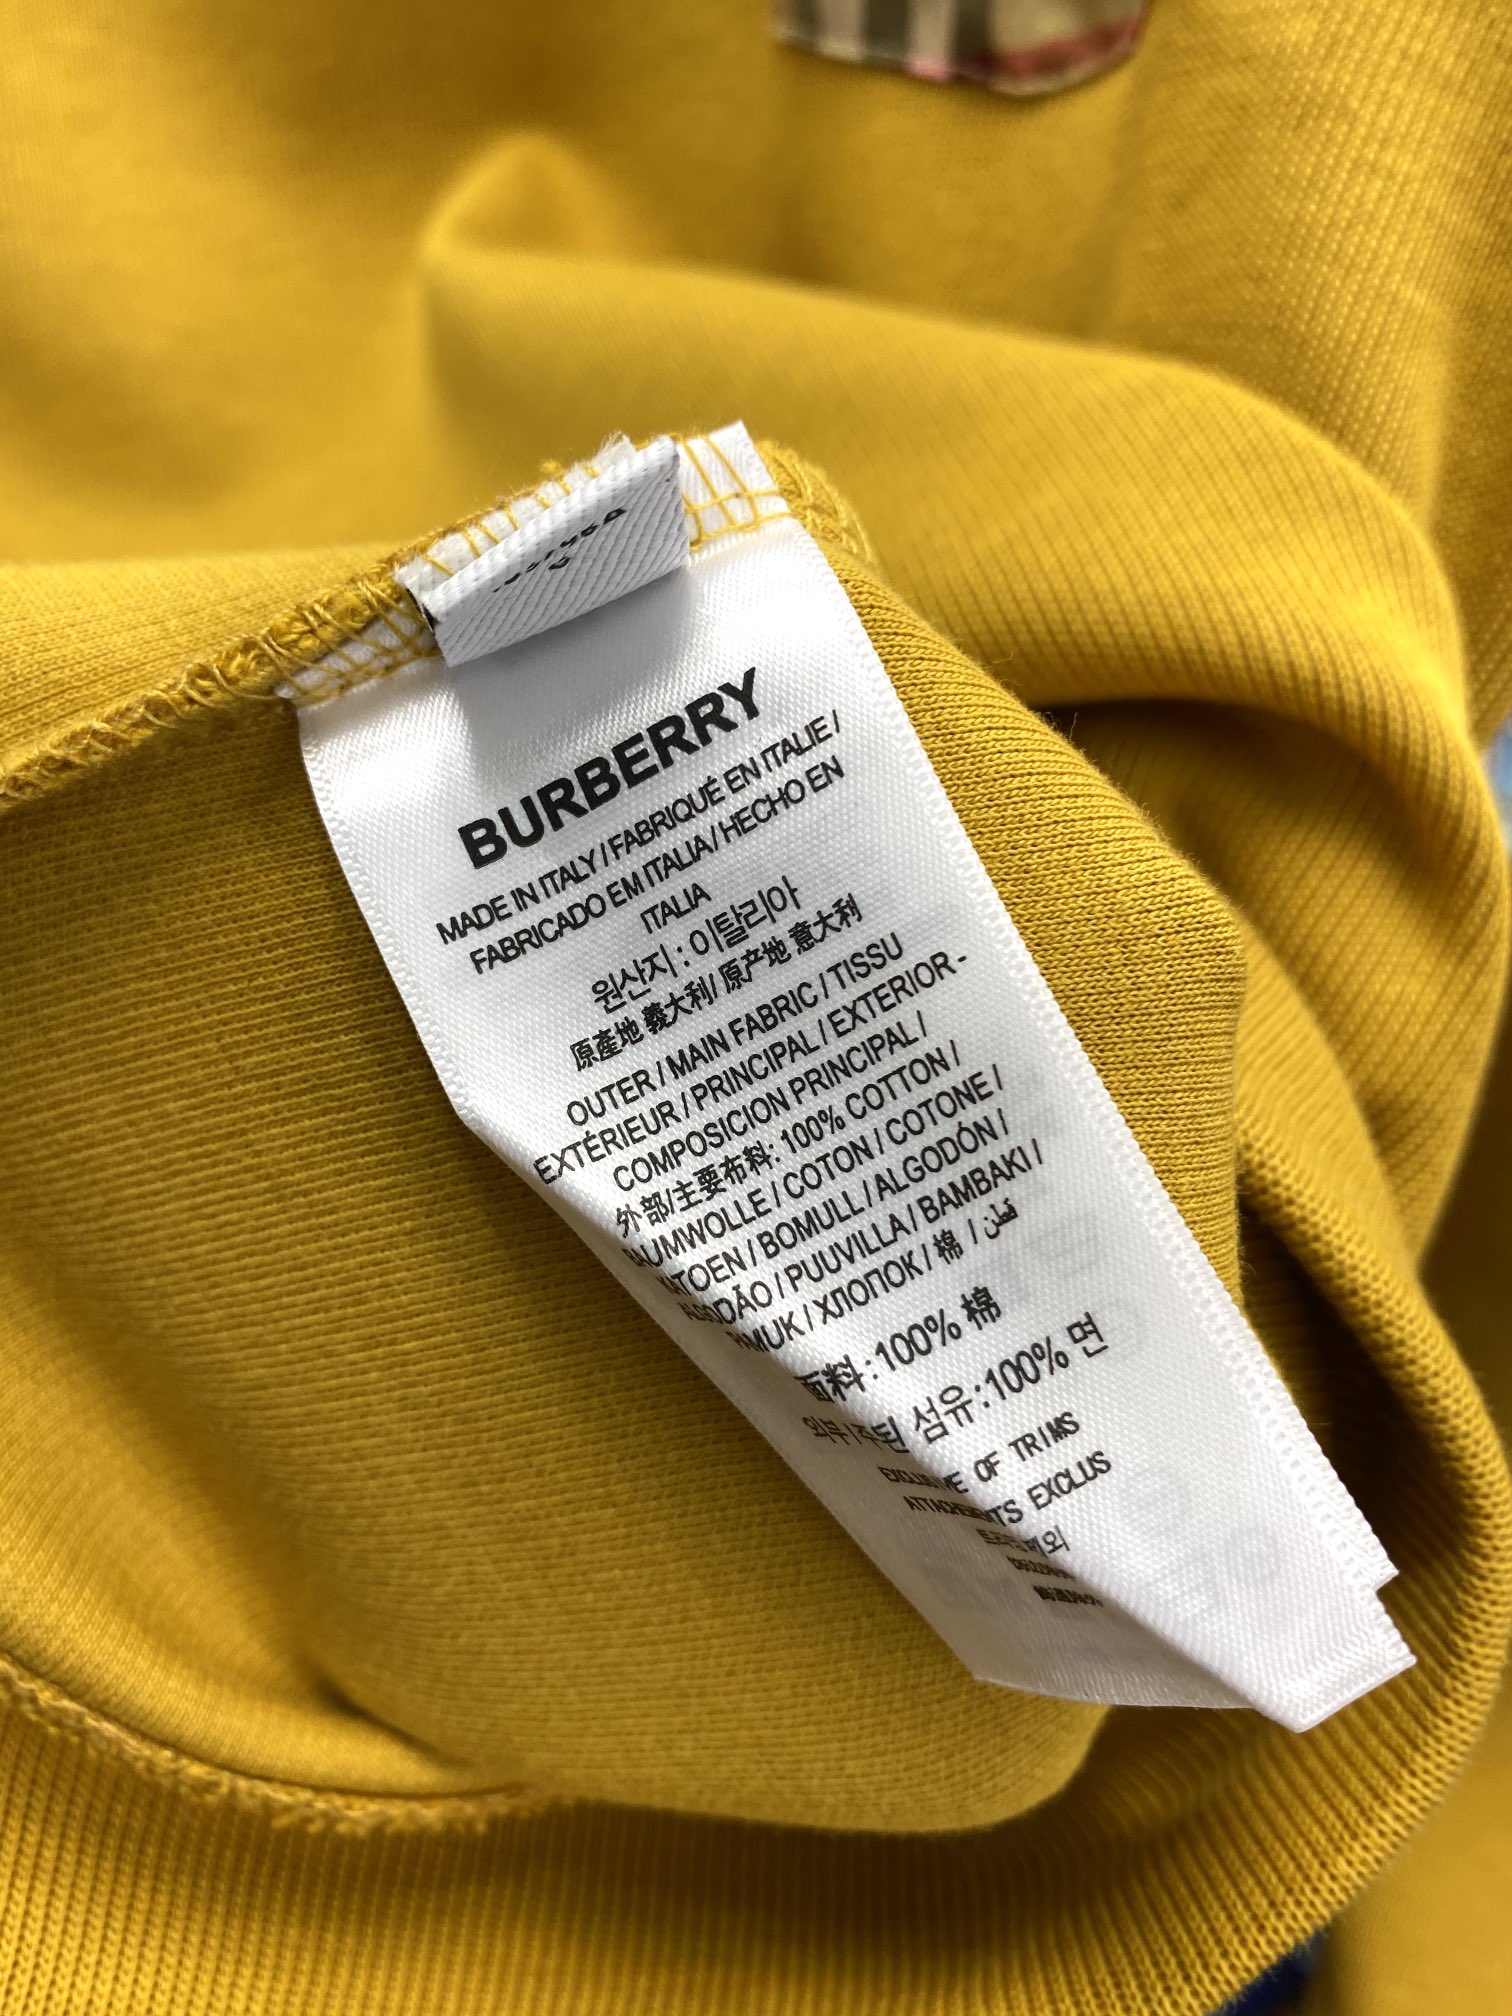 BURBERRY
MADE IN ITALY / FABRIQUÉ EN ITALIE /
FABRICADO EM ITALIA / HECHO EN
ITALIA
원산지 : 이탈리아
原產地 義大利/ 原产地 意大利
OUTER / MAIN FABRIC / TISSU
EXTÉRIEUR / PRINCIPAL / EXTERIOR -
COMPOSICION PRINCIPAL /
外部/主要布料: 100% COTTON /
BAUMWOLLE / COTON / COTONE /
KATOEN / BOMULL / ALGODÓN /
ALGODÃO / PUUVILLA / BAMBAKI /
PAMUK / ХЛОПОК / 棉 / قطن
面料 : 100% 棉
외부 / 주된 섬유 : 100% 면
EXCLUSIVE OF TRIMS
ATTACHEMENTS EXCLUS
제외